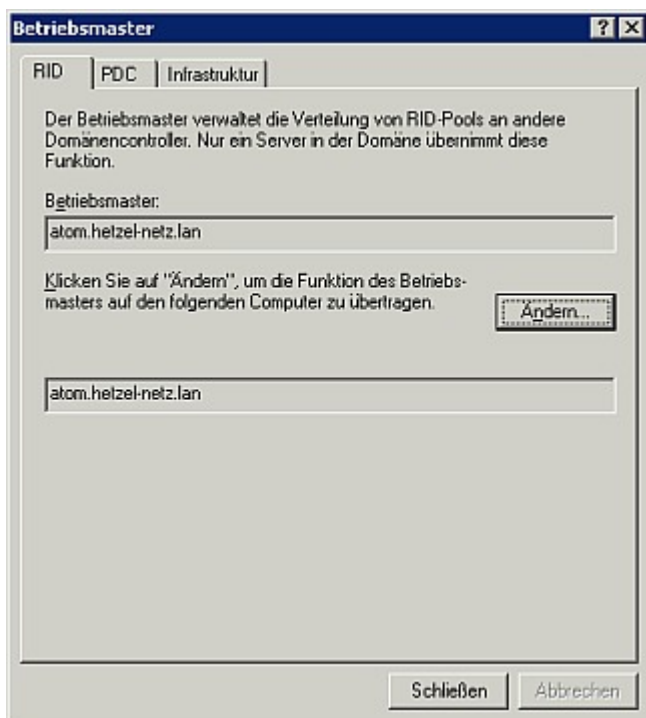 Betriebsmaster
RID PDC Infrastruktur
Der Betriebsmaster verwaltet die Verteilung von RID-Pools an andere
Domänencontroller. Nur ein Server in der Domäne übernimmt diese
Funktion.
Betriebsmaster:
atom.hetzel-netz.lan
Klicken Sie auf "Ändern", um die Funktion des Betriebs-
masters auf den folgenden Computer zu übertragen.
Ändern...
atom.hetzel-netz.lan
Schließen Abbrechen